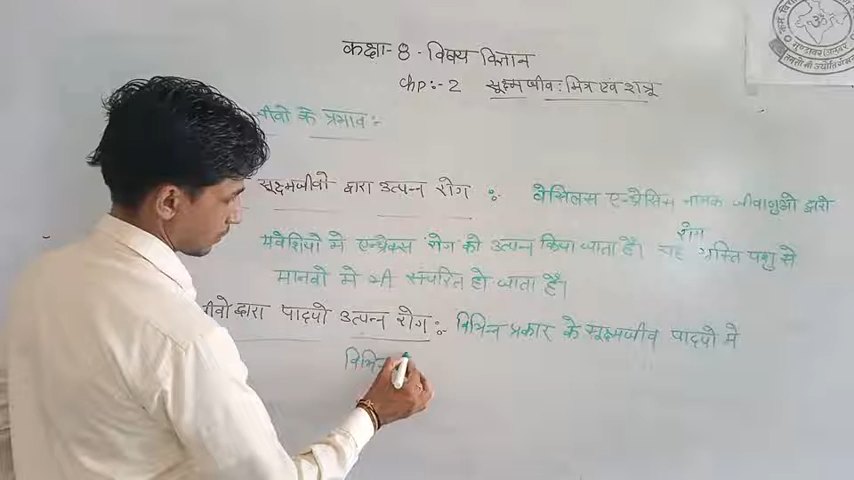 कक्षा-8 - विषय विज्ञान
Chp:-2 सूक्ष्मजीव : मित्र एवं शत्रु
जीवो के प्रभाव :-
सूक्ष्मजीवो द्वारा उत्पन्न रोग :- बेसिलस एन्थ्रेसिस नामक जीवाणुओ द्वारा
मवेशियो मे एन्थ्रेक्स रोग को उत्पन्न किया जाता है। यह रोग ग्रस्ति पशु से
मानवो मे भी संचरित हो जाता है।
जीवो द्वारा पादपो उत्पन्न रोग :- विभिन्न प्रकार के सूक्ष्मजीव पादपो मे